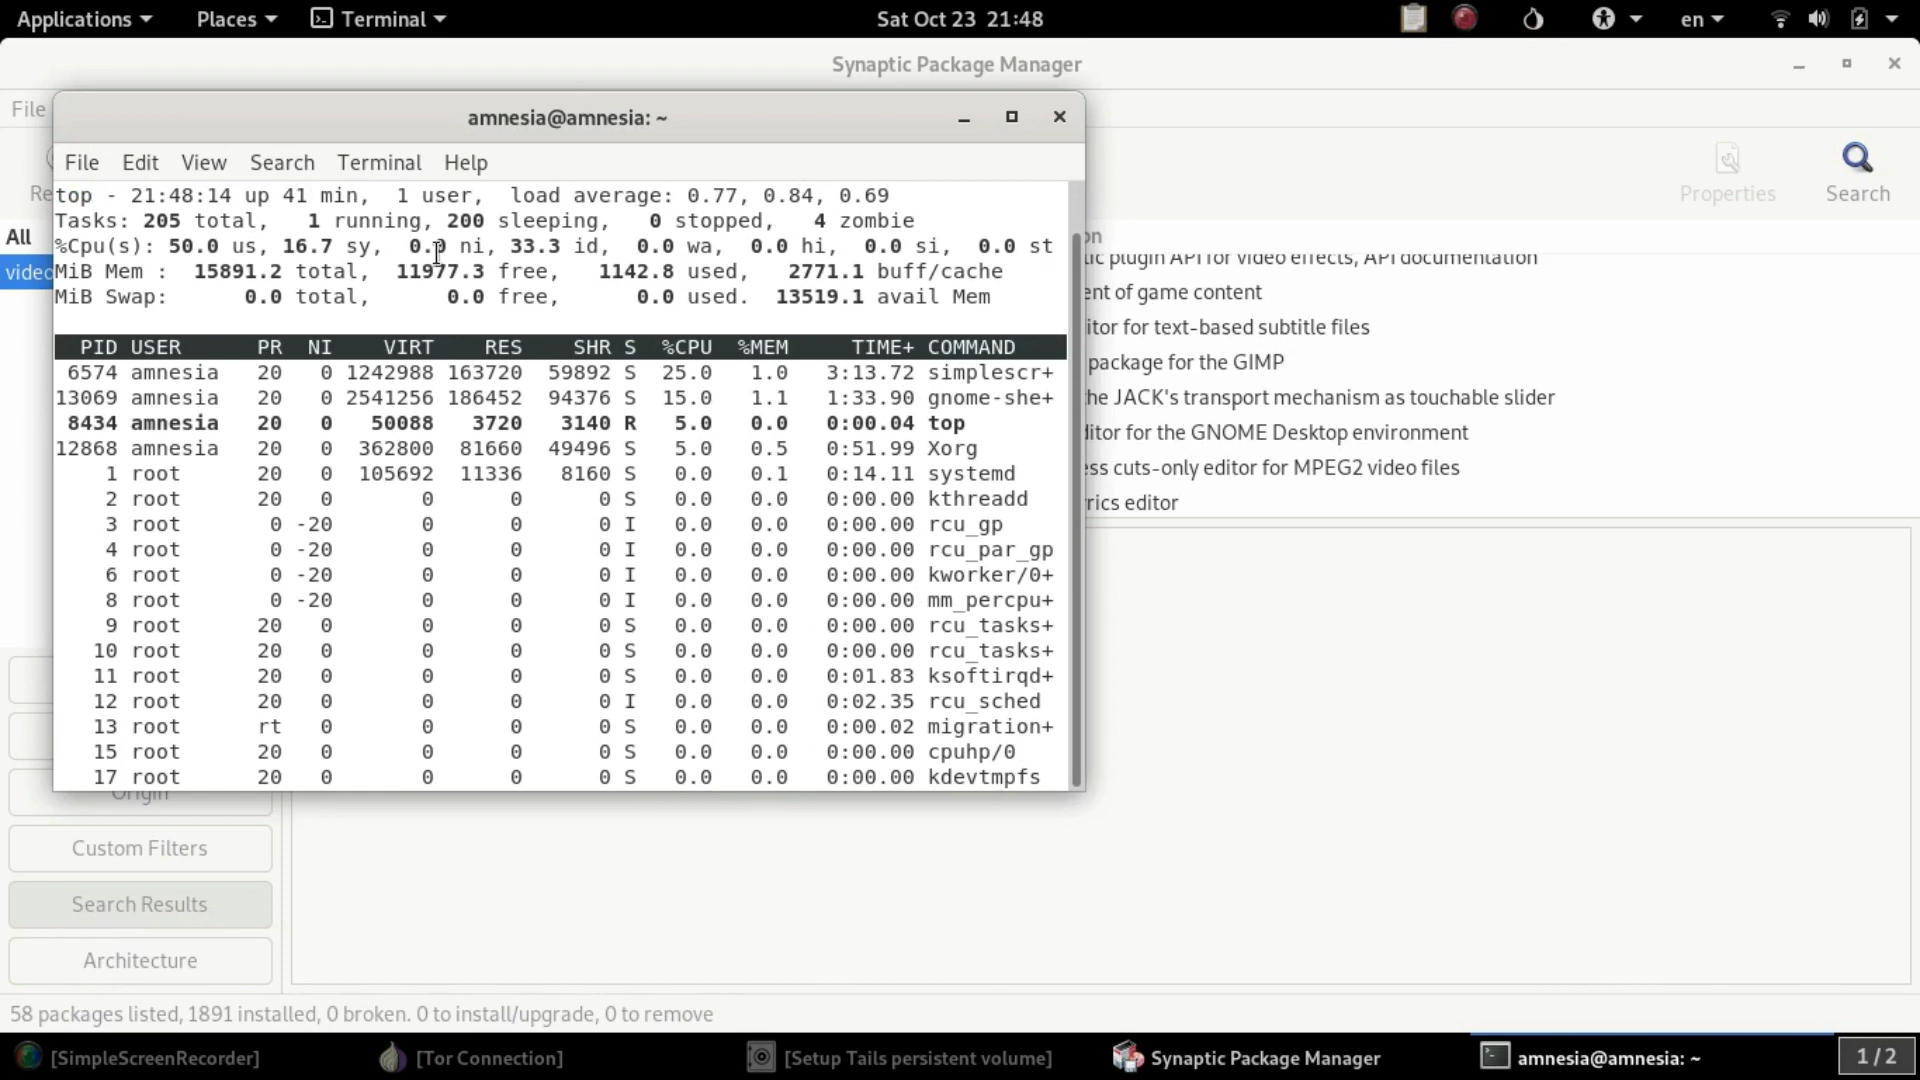 Applications Places Terminal Sat Oct 23 21:48 en
Synaptic Package Manager
File
amnesia@amnesia: ~
File Edit View Search Terminal Help
top - 21:48:14 up 41 min, 1 user, load average: 0.77, 0.84, 0.69
Tasks: 205 total, 1 running, 200 sleeping, 0 stopped, 4 zombie
%Cpu(s): 50.0 us, 16.7 sy, 0.0 ni, 33.3 id, 0.0 wa, 0.0 hi, 0.0 si, 0.0 st
MiB Mem : 15891.2 total, 11977.3 free, 1142.8 used, 2771.1 buff/cache
MiB Swap: 0.0 total, 0.0 free, 0.0 used. 13519.1 avail Mem
PID USER PR NI VIRT RES SHR S %CPU %MEM TIME+ COMMAND
6574 amnesia 20 0 1242988 163720 59892 S 25.0 1.0 3:13.72 simplescr+
13069 amnesia 20 0 2541256 186452 94376 S 15.0 1.1 1:33.90 gnome-she+
8434 amnesia 20 0 50088 3720 3140 R 5.0 0.0 0:00.04 top
12868 amnesia 20 0 362800 81660 49496 S 5.0 0.5 0:51.99 Xorg
1 root 20 0 105692 11336 8160 S 0.0 0.1 0:14.11 systemd
2 root 20 0 0 0 0 S 0.0 0.0 0:00.00 kthreadd
3 root 0 -20 0 0 0 I 0.0 0.0 0:00.00 rcu_gp
4 root 0 -20 0 0 0 I 0.0 0.0 0:00.00 rcu_par_gp
6 root 0 -20 0 0 0 I 0.0 0.0 0:00.00 kworker/0+
8 root 0 -20 0 0 0 I 0.0 0.0 0:00.00 mm_percpu+
9 root 20 0 0 0 0 S 0.0 0.0 0:00.00 rcu_tasks+
10 root 20 0 0 0 0 S 0.0 0.0 0:00.00 rcu_tasks+
11 root 20 0 0 0 0 S 0.0 0.0 0:01.83 ksoftirqd+
12 root 20 0 0 0 0 I 0.0 0.0 0:02.35 rcu_sched
13 root rt 0 0 0 0 S 0.0 0.0 0:00.02 migration+
15 root 20 0 0 0 0 S 0.0 0.0 0:00.00 cpuhp/0
17 root 20 0 0 0 0 S 0.0 0.0 0:00.00 kdevtmpfs
Re
All
video
Properties Search
on
tic plugin API for video effects, API documentation
ent of game content
itor for text-based subtitle files
package for the GIMP
the JACK's transport mechanism as touchable slider
ditor for the GNOME Desktop environment
ess cuts-only editor for MPEG2 video files
rics editor
Origin
Custom Filters
Search Results
Architecture
58 packages listed, 1891 installed, 0 broken. 0 to install/upgrade, 0 to remove
[SimpleScreenRecorder] [Tor Connection] [Setup Tails persistent volume] Synaptic Package Manager amnesia@amnesia: ~ 1 / 2